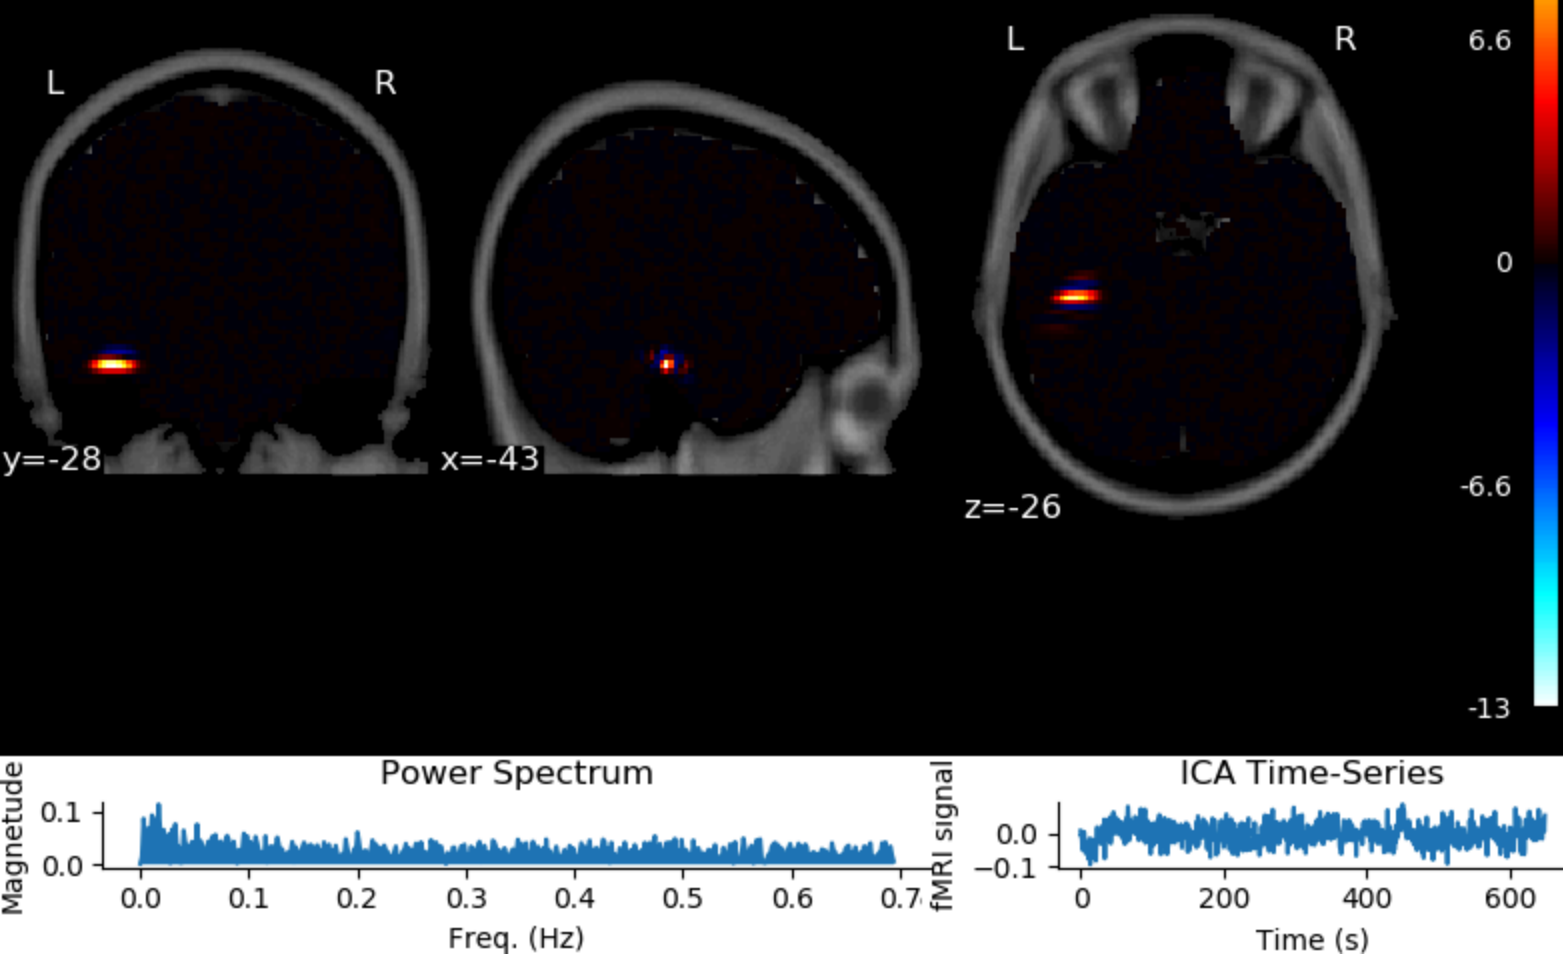 L R
y=-28
x=-43
L R
z=-26
6.6
0
-6.6
-13
Power Spectrum
Magnetude
0.1
0.0
0.0 0.1 0.2 0.3 0.4 0.5 0.6 0.7
Freq. (Hz)
ICA Time-Series
fMRI signal
0.0
−0.1
0 200 400 600
Time (s)